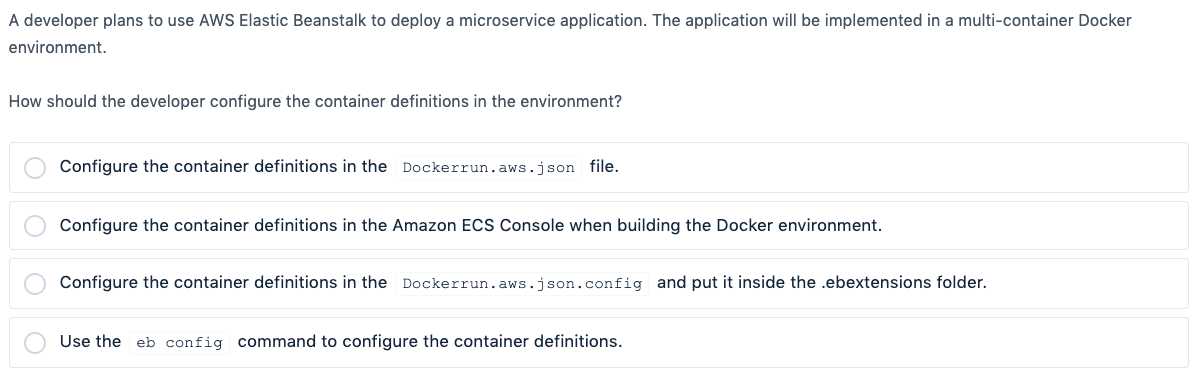 A developer plans to use AWS Elastic Beanstalk to deploy a microservice application. The application will be implemented in a multi-container Docker
environment.
How should the developer configure the container definitions in the environment?
Configure the container definitions in the Dockerrun.aws.json file.
Configure the container definitions in the Amazon ECS Console when building the Docker environment.
Configure the container definitions in the Dockerrun.aws.json.config and put it inside the .ebextensions folder.
Use the eb config command to configure the container definitions.